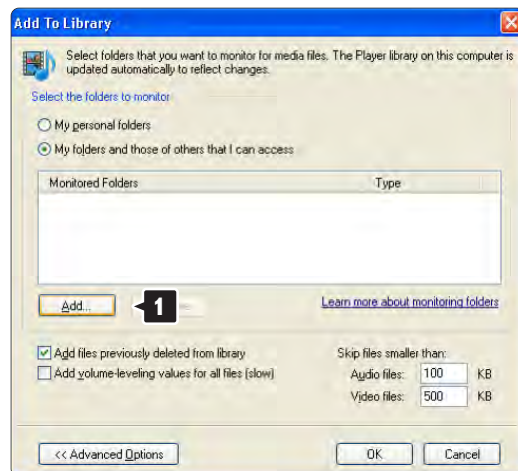 Add To Library
Select folders that you want to monitor for media files. The Player library on this computer is
updated automatically to reflect changes.
Select the folders to monitor
My personal folders
My folders and those of others that I can access
Monitored Folders Type
Add... 1 Learn more about monitoring folders
Add files previously deleted from library Skip files smaller than:
Add volume-leveling values for all files (slow) Audio files: 100 KB
Video files: 500 KB
<< Advanced Options OK Cancel